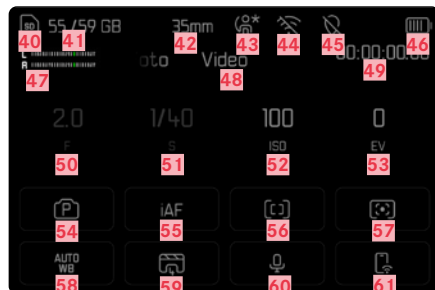 SD 55/59 GB 35mm
40 41 42 43 44 45 46
L
R
oto Video 00:00:00.00
47 48 49
2.0 1/40 100 0
F S ISO EV
50 51 52 53
P iAF
54 55 56 57
AUTO
WB
58 59 60 61